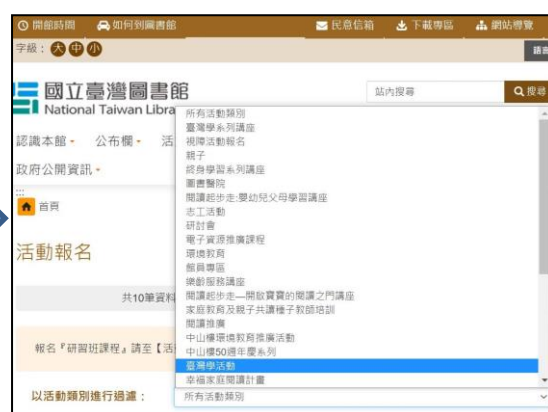 開館時間 如何到圖書館 民意信箱 下載專區 網站導覽
字級： 大 中 小
國立臺灣圖書館
National Taiwan Libra
站內搜尋 搜尋
認識本館 公布欄 活
政府公開資訊
首頁
活動報名
共10筆資料
報名『研習班課程』請至【活
以活動類別進行過濾：
所有活動類別
臺灣學系列講座
視障活動報名
親子
終身學習系列講座
圖書醫院
閱讀起步走:嬰幼兒父母學習講座
志工活動
研討會
電子資源推廣課程
環境教育
館員專區
樂齡服務講座
閱讀起步走—開啟寶寶的閱讀之門講座
家庭教育及親子共讀種子教師培訓
閱讀推廣
中山樓環境教育推廣活動
中山樓50週年慶系列
臺灣學活動
幸福家庭閱讀計畫
所有活動類別